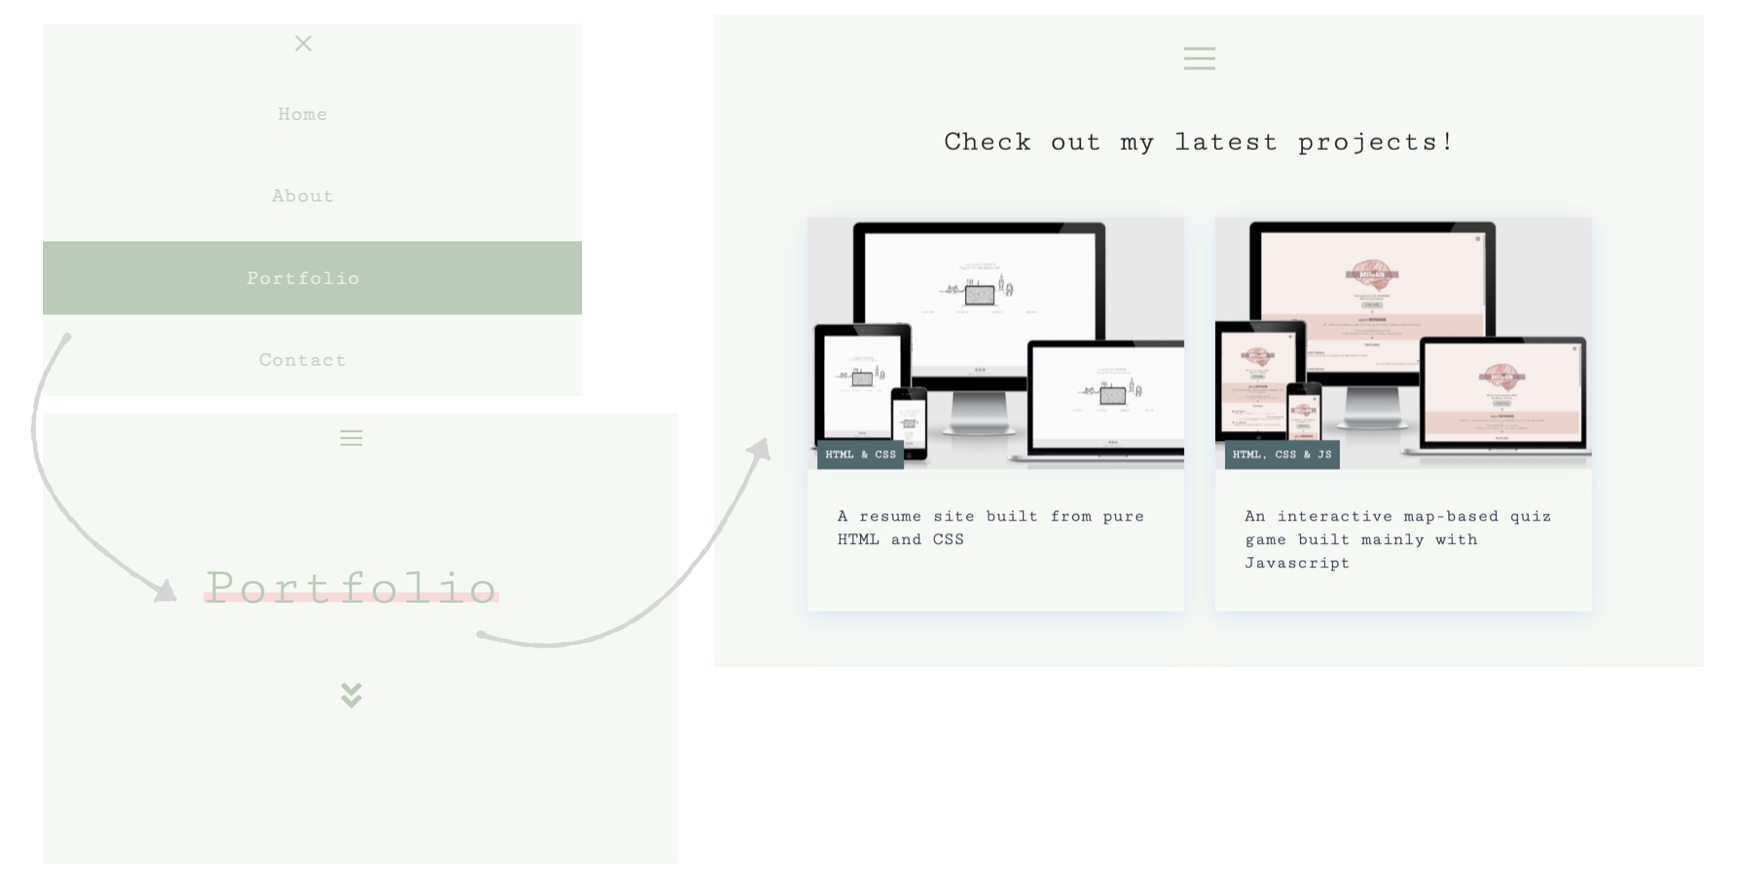 Home
About
Portfolio
Contact
Portfolio
Check out my latest projects!
HTML & CSS
A resume site built from pure
HTML and CSS
HTML, CSS & JS
An interactive map-based quiz
game built mainly with
Javascript